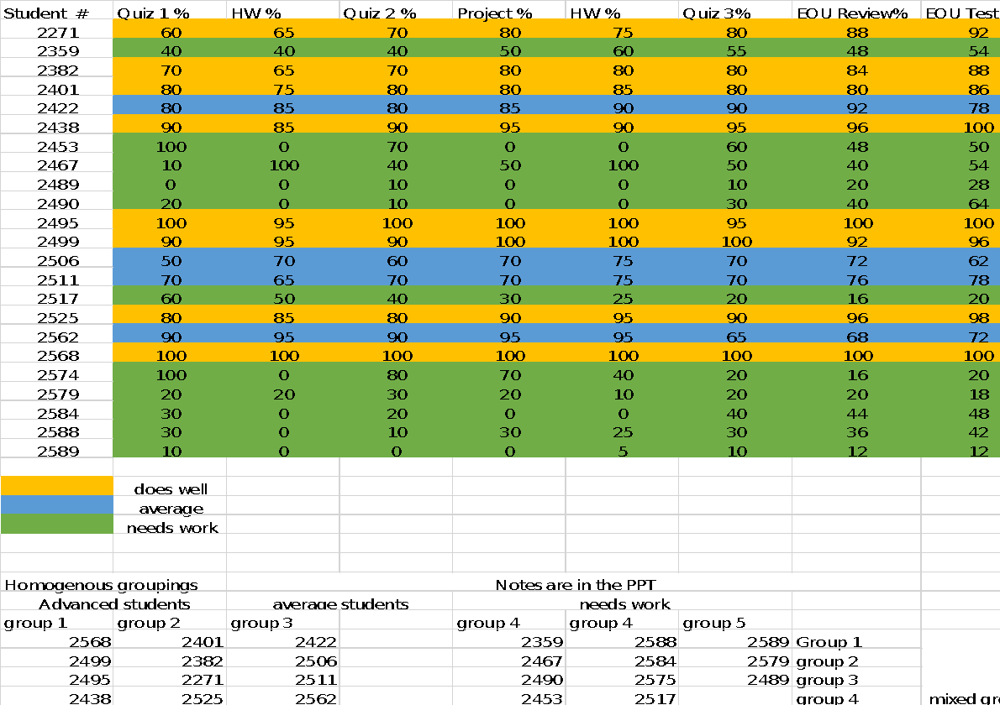 Student # Quiz 1 % HW % Quiz 2 % Project % HW % Quiz 3% EOU Review% EOU Test
2271 60 65 70 80 75 80 88 92
2359 40 40 40 50 60 55 48 54
2382 70 65 70 80 80 80 84 88
2401 80 75 80 80 85 80 80 86
2422 80 85 80 85 90 90 92 78
2438 90 85 90 95 90 95 96 100
2453 100 0 70 0 0 60 48 50
2467 10 100 40 50 100 50 40 54
2489 0 0 10 0 0 10 20 28
2490 20 0 10 0 0 30 40 64
2495 100 95 100 100 100 95 100 100
2499 90 95 90 100 100 100 92 96
2506 50 70 60 70 75 70 72 62
2511 70 65 70 70 75 70 76 78
2517 60 50 40 30 25 20 16 20
2525 80 85 80 90 95 90 96 98
2562 90 95 90 95 95 65 68 72
2568 100 100 100 100 100 100 100 100
2574 100 0 80 70 40 20 16 20
2579 20 20 30 20 10 20 20 18
2584 30 0 20 0 0 40 44 48
2588 30 0 10 30 25 30 36 42
2589 10 0 0 0 5 10 12 12
does well
average
needs work
Homogenous groupings Notes are in the PPT
Advanced students average students needs work
group 1 group 2 group 3 group 4 group 4 group 5
2568 2401 2422 2359 2588 2589 Group 1
2499 2382 2506 2467 2584 2579 group 2
2495 2271 2511 2490 2575 2489 group 3
2438 2525 2562 2453 2517 group 4 mixed gr